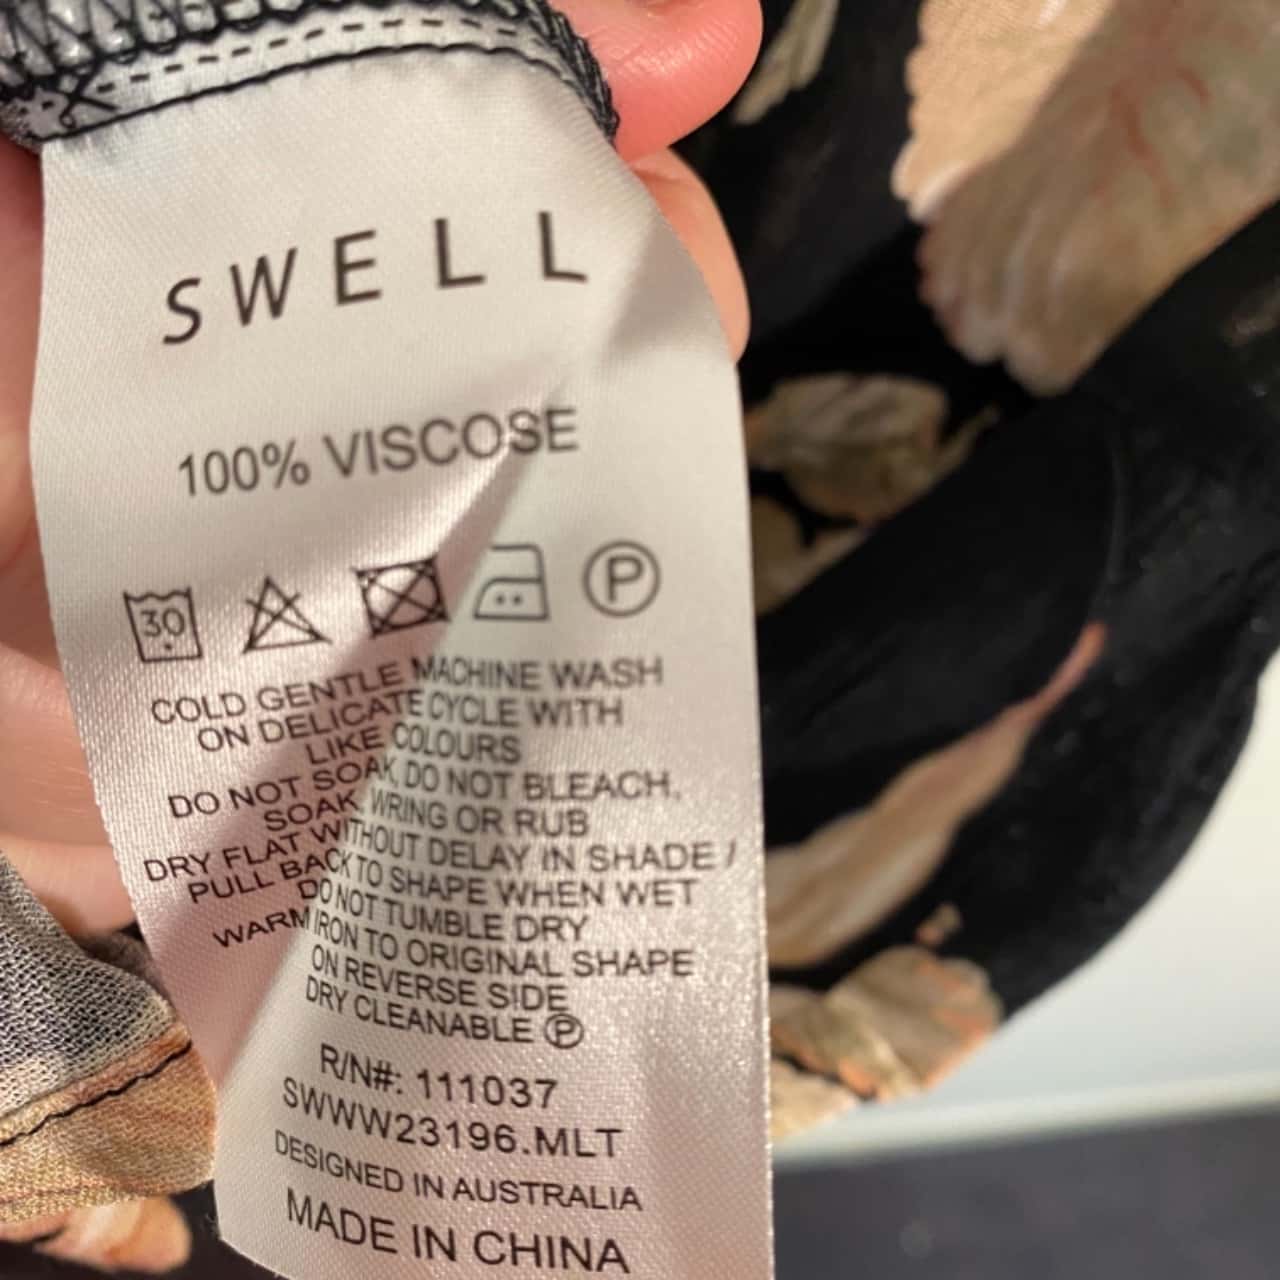 SWELL
100% VISCOSE
30
P
COLD GENTLE MACHINE WASH
ON DELICATE CYCLE WITH
LIKE COLOURS
DO NOT SOAK, DO NOT BLEACH,
SOAK, WRING OR RUB
DRY FLAT WITHOUT DELAY IN SHADE /
PULL BACK TO SHAPE WHEN WET
DO NOT TUMBLE DRY
WARM IRON TO ORIGINAL SHAPE
ON REVERSE SIDE
DRY CLEANABLE Ⓟ
R/N#: 111037
SWWW23196.MLT
DESIGNED IN AUSTRALIA
MADE IN CHINA